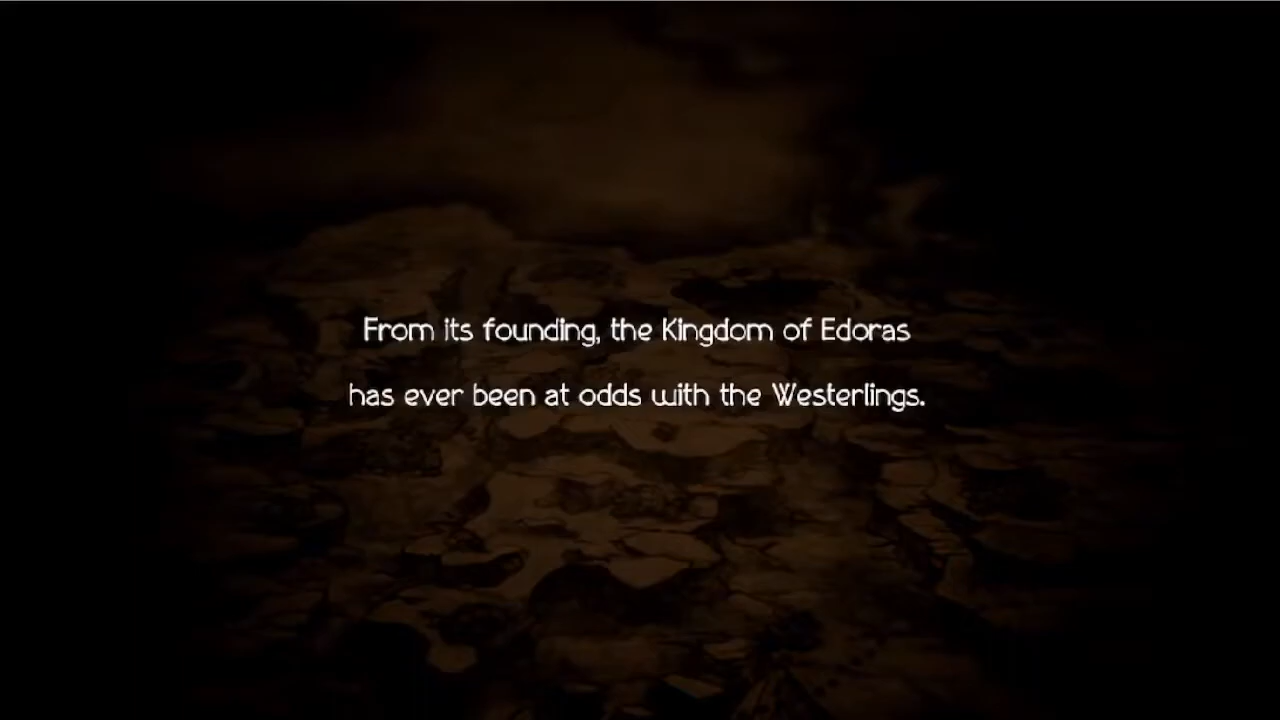 From its founding, the Kingdom of Edoras
has ever been at odds with the Westerlings.